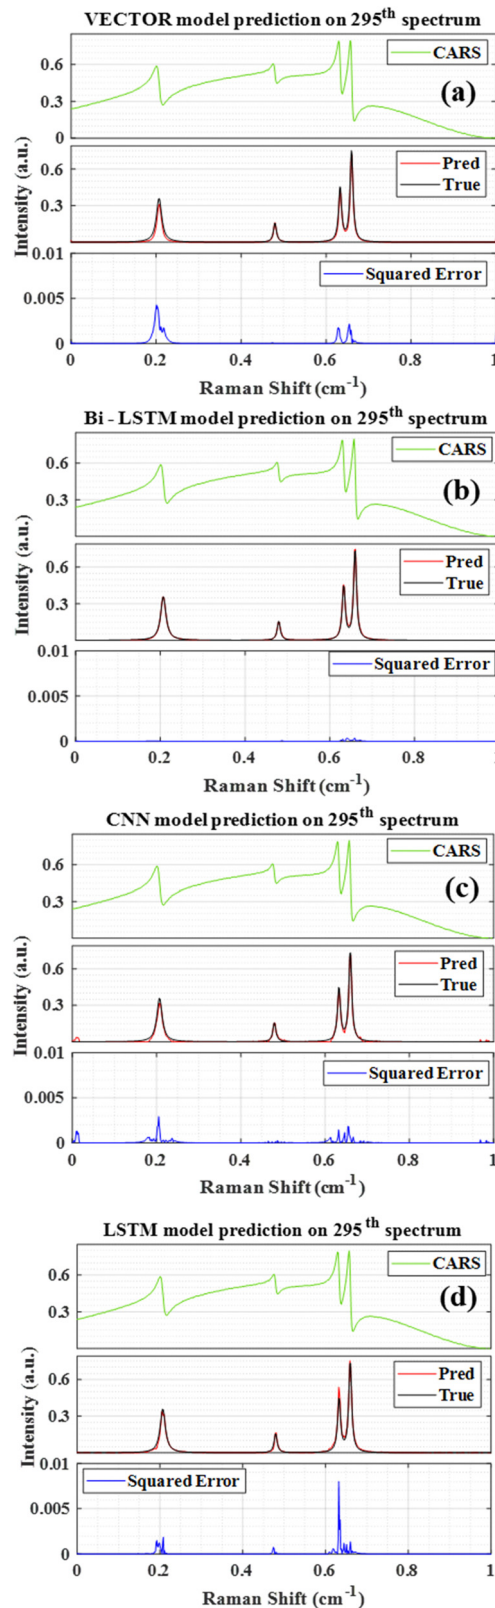 VECTOR model prediction on 295th spectrum
0.6
CARS
0.3
(a)
0
Intensity (a.u.)
0.6
Pred
True
0.3
0.01
Squared Error
0.005
0
0 0.2 0.4 0.6 0.8 1
Raman Shift (cm-1)
Bi - LSTM model prediction on 295th spectrum
0.6
CARS
0.3
(b)
Intensity (a.u.)
0.6
Pred
True
0.3
0.01
Squared Error
0.005
0
0 0.2 0.4 0.6 0.8 1
Raman Shift (cm-1)
CNN model prediction on 295th spectrum
0.6
CARS
0.3
(c)
Intensity (a.u.)
0.6
Pred
True
0.3
0.01
Squared Error
0.005
0
0 0.2 0.4 0.6 0.8 1
Raman Shift (cm-1)
LSTM model prediction on 295th spectrum
0.6
CARS
0.3
(d)
Intensity (a.u.)
0.6
Pred
True
0.3
0.01
Squared Error
0.005
0
0 0.2 0.4 0.6 0.8 1
Raman Shift (cm-1)